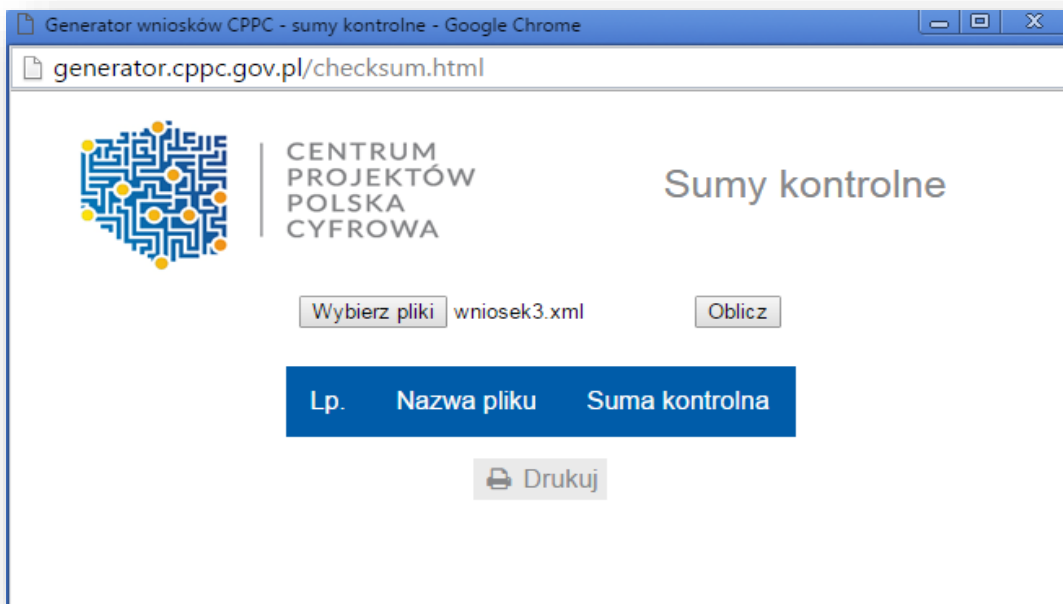 Generator wniosków CPPC - sumy kontrolne - Google Chrome
generator.cppc.gov.pl/checksum.html
CENTRUM
PROJEKTÓW
POLSKA
CYFROWA
Sumy kontrolne
Wybierz pliki wniosek3.xml Oblicz
Lp. Nazwa pliku Suma kontrolna
Drukuj